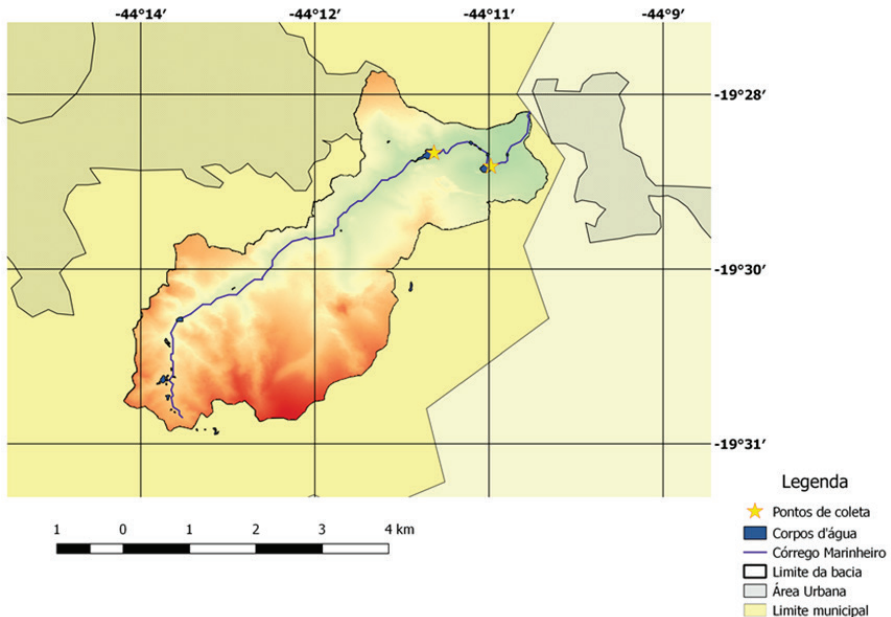 -44°14′ -44°12′ -44°11′ -44°9′
-19°28′
-19°30′
-19°31′
1 0 1 2 3 4 km
Legenda
Pontos de coleta
Corpos d'água
Córrego Marinheiro
Limite da bacia
Área Urbana
Limite municipal